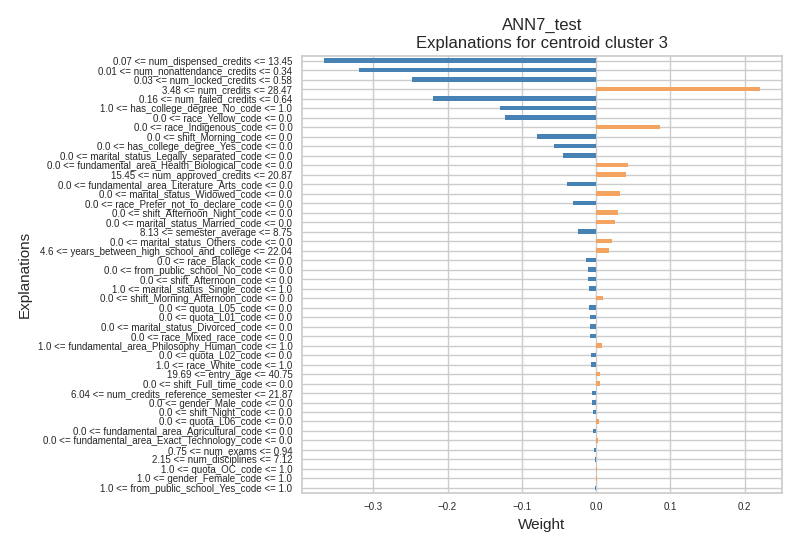 ANN7_test
Explanations for centroid cluster 3
0.07 <= num_dispensed_credits <= 13.45
0.01 <= num_nonattendance_credits <= 0.34
0.03 <= num_locked_credits <= 0.58
3.48 <= num_credits <= 28.47
0.16 <= num_failed_credits <= 0.64
1.0 <= has_college_degree_No_code <= 1.0
0.0 <= race_Yellow_code <= 0.0
0.0 <= race_Indigenous_code <= 0.0
0.0 <= shift_Morning_code <= 0.0
0.0 <= has_college_degree_Yes_code <= 0.0
0.0 <= marital_status_Legally_separated_code <= 0.0
0.0 <= fundamental_area_Health_Biological_code <= 0.0
15.45 <= num_approved_credits <= 20.87
0.0 <= fundamental_area_Literature_Arts_code <= 0.0
0.0 <= marital_status_Widowed_code <= 0.0
0.0 <= race_Prefer_not_to_declare_code <= 0.0
0.0 <= shift_Afternoon_Night_code <= 0.0
0.0 <= marital_status_Married_code <= 0.0
8.13 <= semester_average <= 8.75
0.0 <= marital_status_Others_code <= 0.0
4.6 <= years_between_high_school_and_college <= 22.04
0.0 <= race_Black_code <= 0.0
0.0 <= from_public_school_No_code <= 0.0
0.0 <= shift_Afternoon_code <= 0.0
1.0 <= marital_status_Single_code <= 1.0
0.0 <= shift_Morning_Afternoon_code <= 0.0
0.0 <= quota_L05_code <= 0.0
0.0 <= quota_L01_code <= 0.0
0.0 <= marital_status_Divorced_code <= 0.0
0.0 <= race_Mixed_race_code <= 0.0
1.0 <= fundamental_area_Philosophy_Human_code <= 1.0
0.0 <= quota_L02_code <= 0.0
1.0 <= race_White_code <= 1.0
19.69 <= entry_age <= 40.75
0.0 <= shift_Full_time_code <= 0.0
6.04 <= num_credits_reference_semester <= 21.87
0.0 <= gender_Male_code <= 0.0
0.0 <= shift_Night_code <= 0.0
0.0 <= quota_L06_code <= 0.0
0.0 <= fundamental_area_Agricultural_code <= 0.0
0.0 <= fundamental_area_Exact_Technology_code <= 0.0
0.75 <= num_exams <= 0.94
2.15 <= num_disciplines <= 7.12
1.0 <= quota_OC_code <= 1.0
1.0 <= gender_Female_code <= 1.0
1.0 <= from_public_school_Yes_code <= 1.0
Explanations
−0.3 −0.2 −0.1 0.0 0.1 0.2
Weight